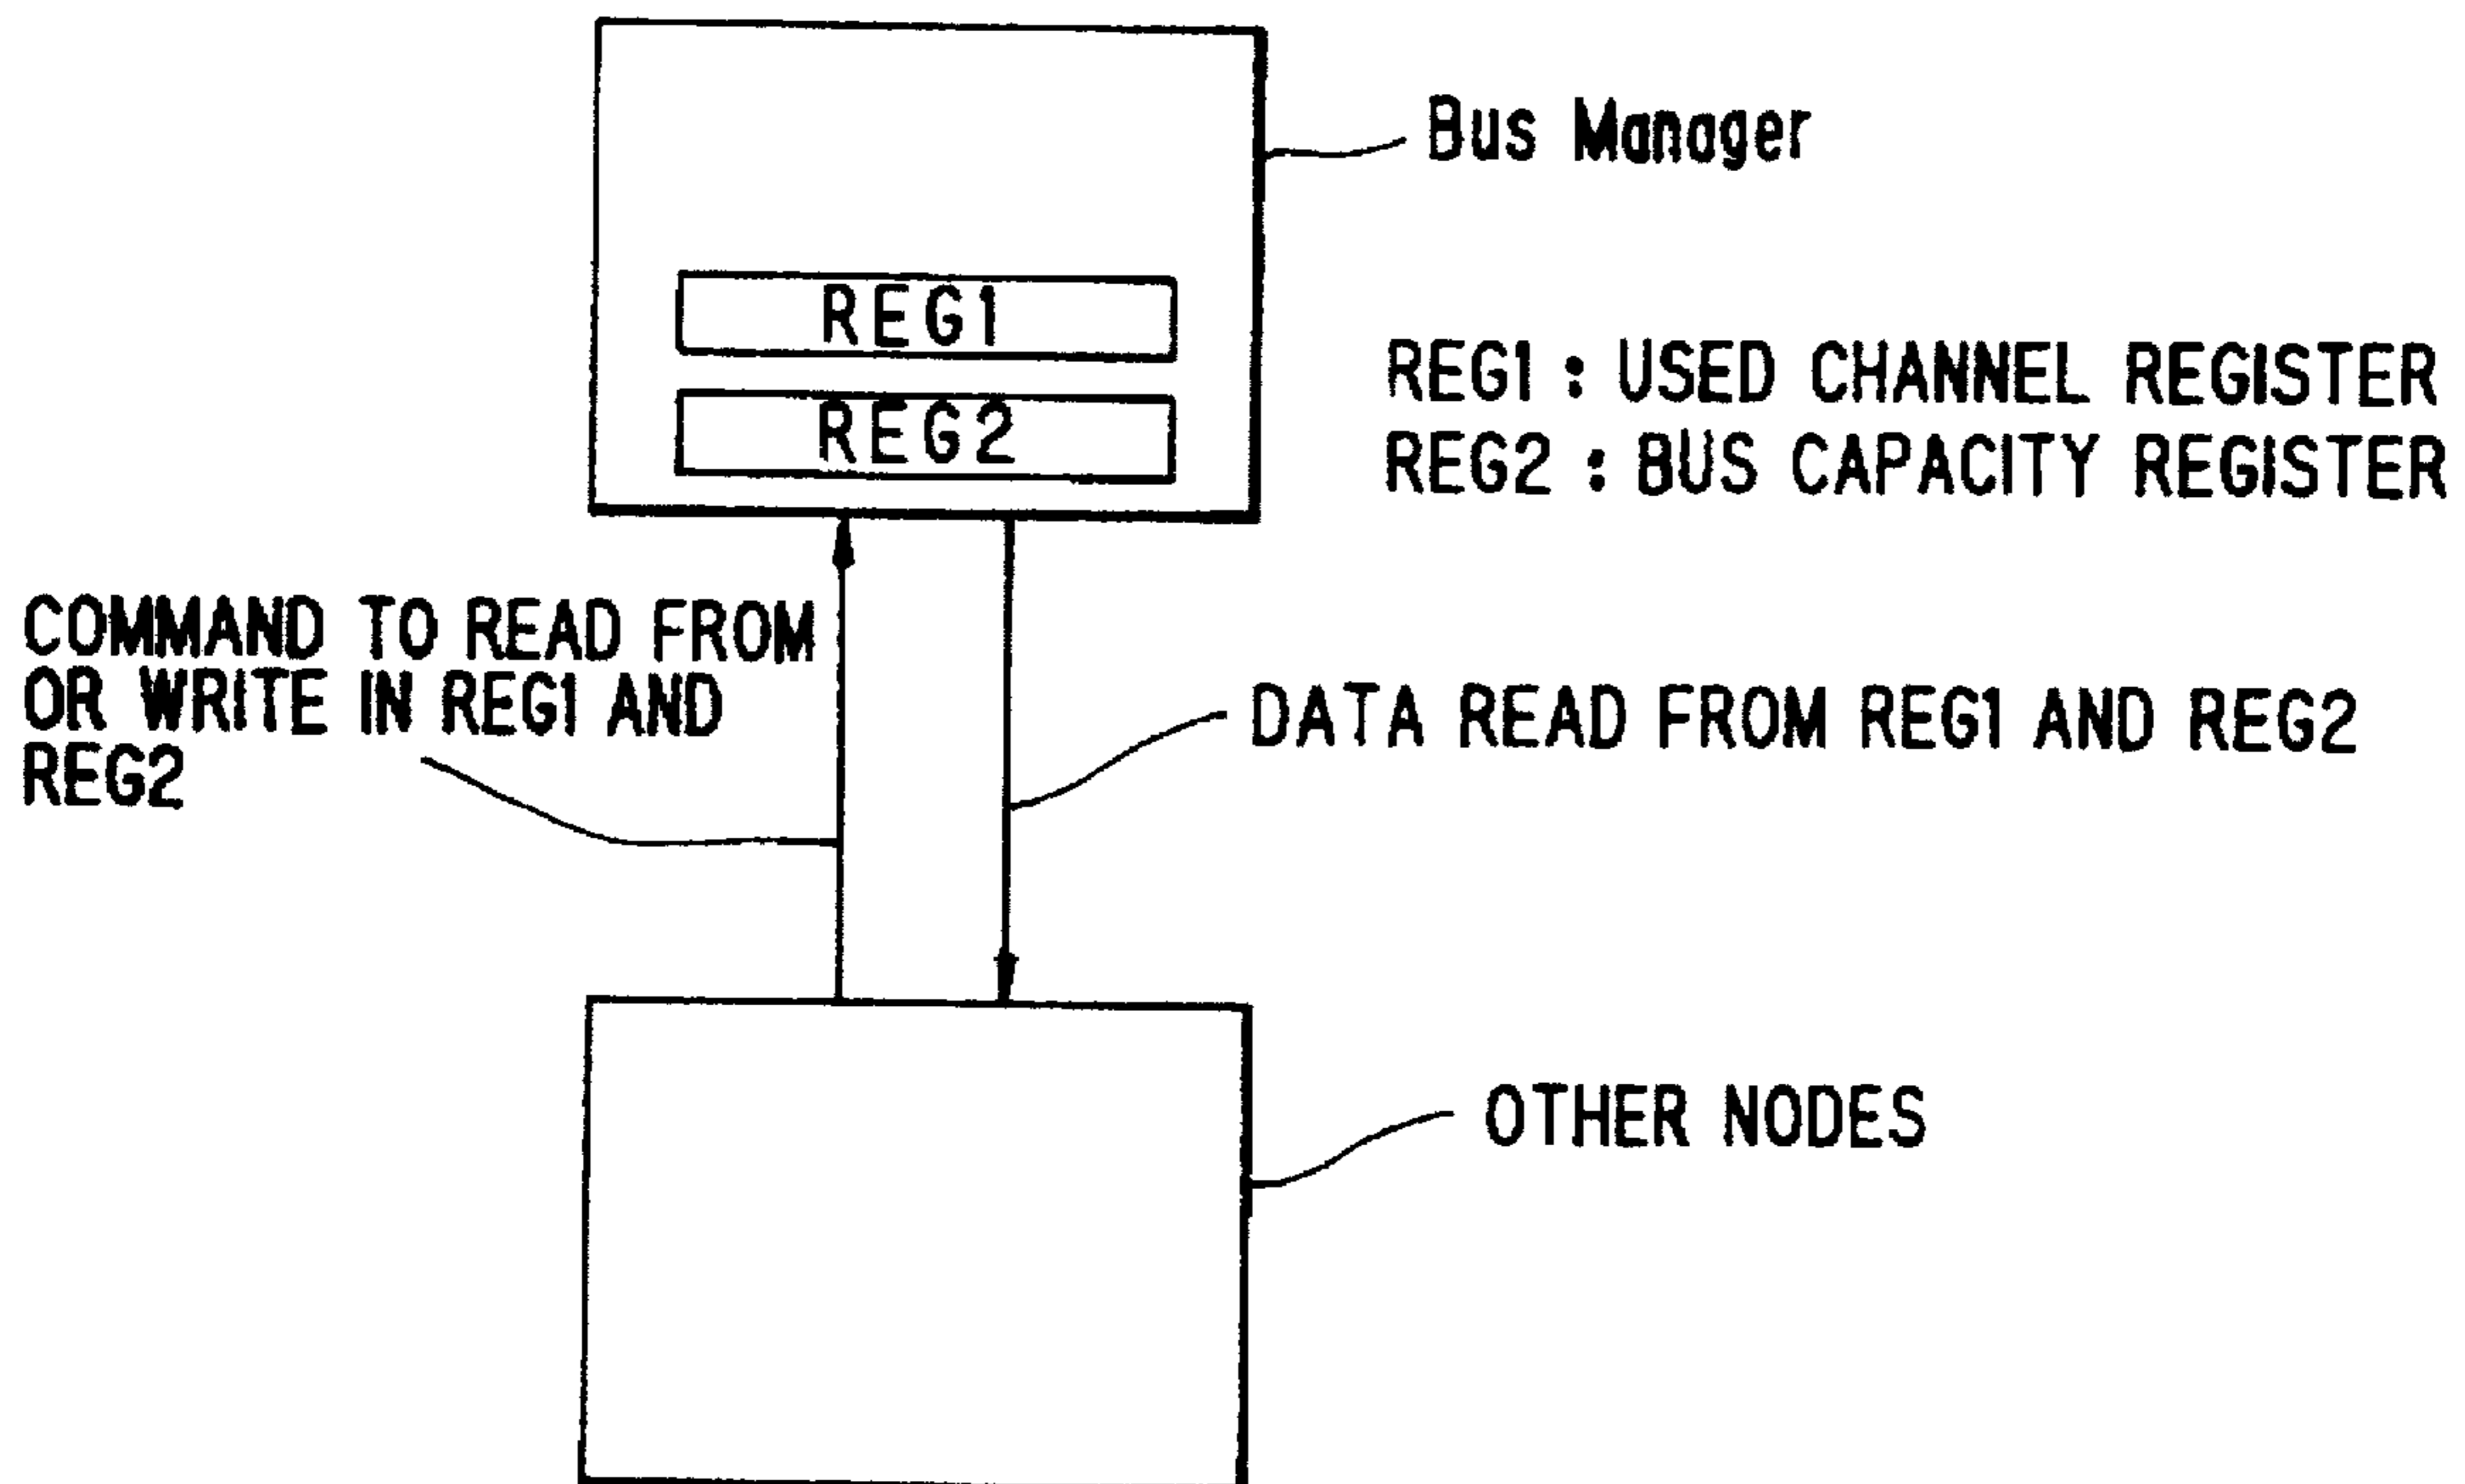 Bus Manager
REG1
REG2
REG1 : USED CHANNEL REGISTER
REG2 : BUS CAPACITY REGISTER
COMMAND TO READ FROM
OR WRITE IN REG1 AND
REG2
DATA READ FROM REG1 AND REG2
OTHER NODES